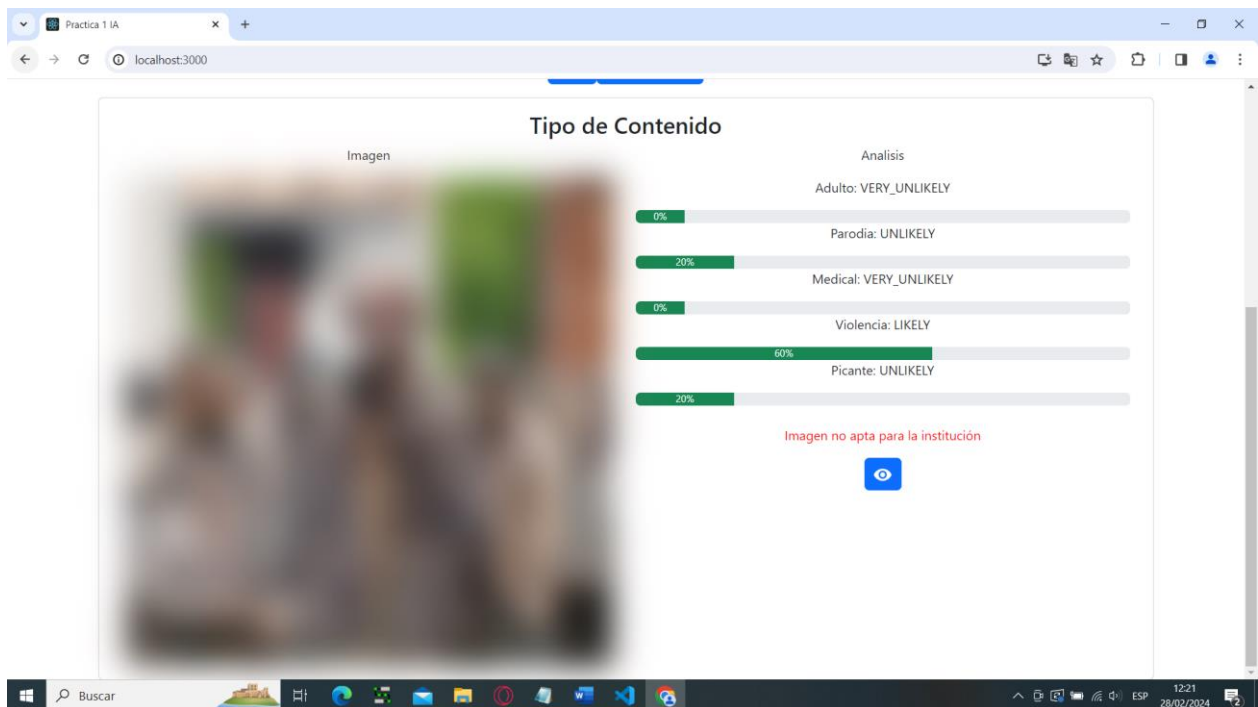 Practica 1 IA
localhost:3000
Tipo de Contenido
Imagen
Analisis
Adulto: VERY_UNLIKELY
0%
Parodia: UNLIKELY
20%
Medical: VERY_UNLIKELY
0%
Violencia: LIKELY
60%
Picante: UNLIKELY
20%
Imagen no apta para la institución
Buscar
ESP
12:21
28/02/2024
2